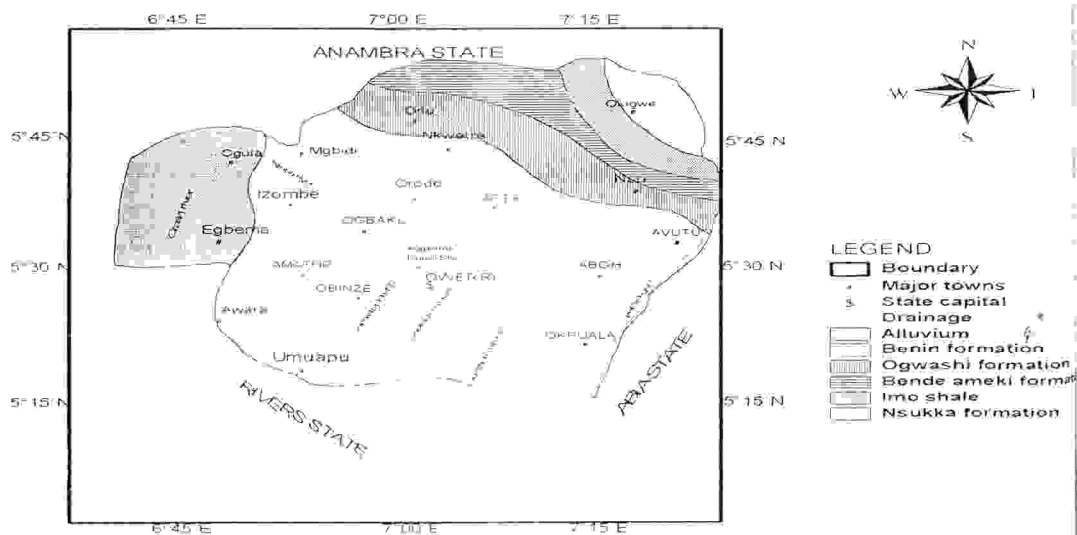 6°45 E 7°00 E 7°15 E
ANAMBRA STATE
N
W
S
5°45 N
5°45 N
Okigwe
Orlu
Nkwerre
Mgbidi
Oguta
Izombe
Orodo
OGBAKU
Egbema
AVUTU
5°30 N
5°30 N
ABOH
OWERRI
OBINZE
Awara
OKPUALA
Umuapu
5°15 N
5°15 N
RIVERS STATE
ABIA STATE
6°45 E 7°00 E 7°15 E
LEGEND
Boundary
Major towns
State capital
Drainage
Alluvium
Benin formation
Ogwashi formation
Bende ameki format
Imo shale
Nsukka formation